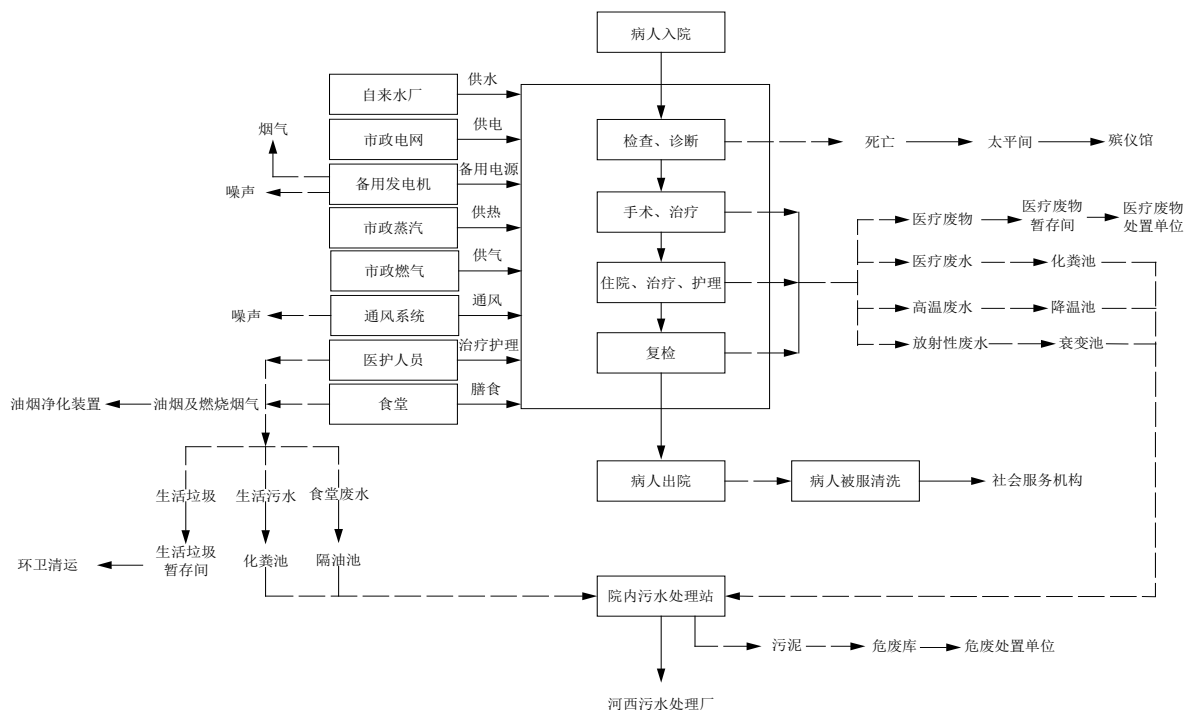 病人入院
供水
自来水厂
烟气
供电
市政电网
检查、诊断
死亡
太平间
殡仪馆
备用电源
备用发电机
噪声
供热
手术、治疗
市政蒸汽
医疗废物
医疗废物
暂存间
医疗废物
处置单位
供气
市政燃气
住院、治疗、护理
医疗废水
化粪池
通风
噪声
通风系统
高温废水
降温池
治疗护理
医护人员
复检
放射性废水
衰变池
膳食
油烟净化装置
油烟及燃烧烟气
食堂
病人出院
病人被服清洗
社会服务机构
生活垃圾
生活污水
食堂废水
环卫清运
生活垃圾
暂存间
化粪池
隔油池
院内污水处理站
污泥
危废库
危废处置单位
河西污水处理厂